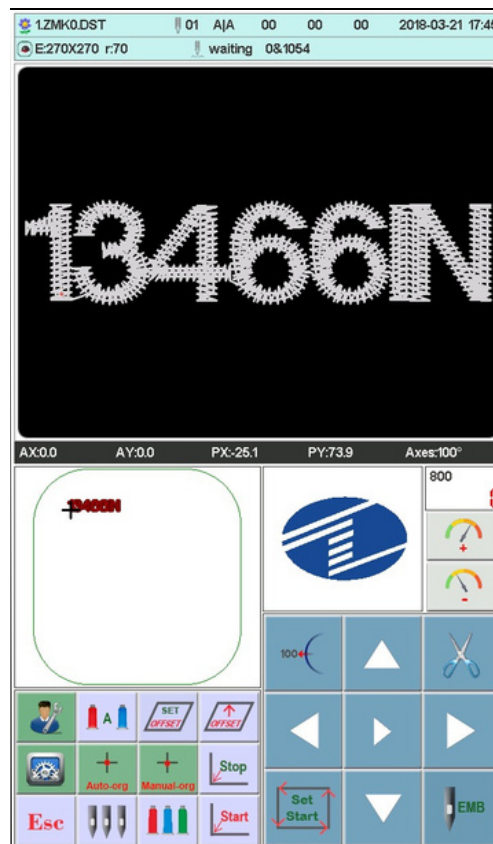 1.ZMK0.DST 01 A|A 00 00 00 2018-03-21 17:45
E:270X270 r:70 waiting 0&1054
13466N
AX:0.0 AY:0.0 PX:-25.1 PY:73.9 Axes:100°
13466N
800
100
A
SET OFFSET
OFFSET
Auto-org
Manual-org
Stop
Esc
Start
Set
Start
EMB